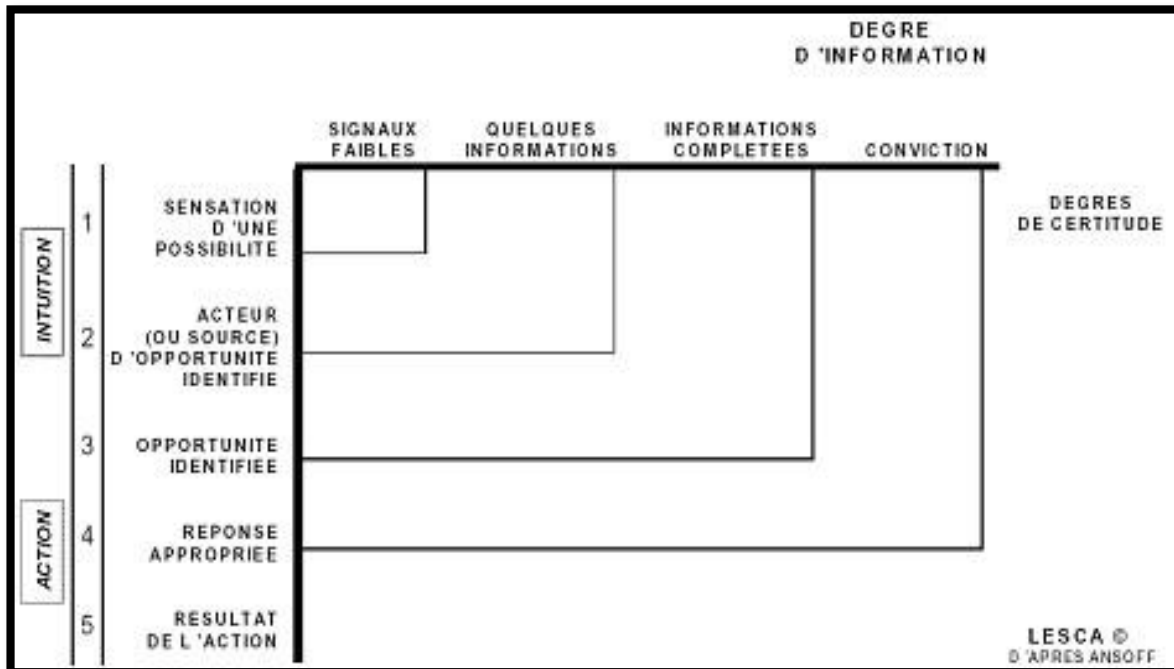 DEGRE
D 'INFORMATION
SIGNAUX
FAIBLES
QUELQUES
INFORMATIONS
INFORMATIONS
COMPLETEES
CONVICTION
DEGRES
DE CERTITUDE
INTUITION
1
SENSATION
D 'UNE
POSSIBILITE
2
ACTEUR
(OU SOURCE)
D 'OPPORTUNITE
IDENTIFIE
3
OPPORTUNITE
IDENTIFIEE
ACTION
4
REPONSE
APPROPRIEE
5
RESULTAT
DE L 'ACTION
LESCA ©
D 'APRES ANSOFF